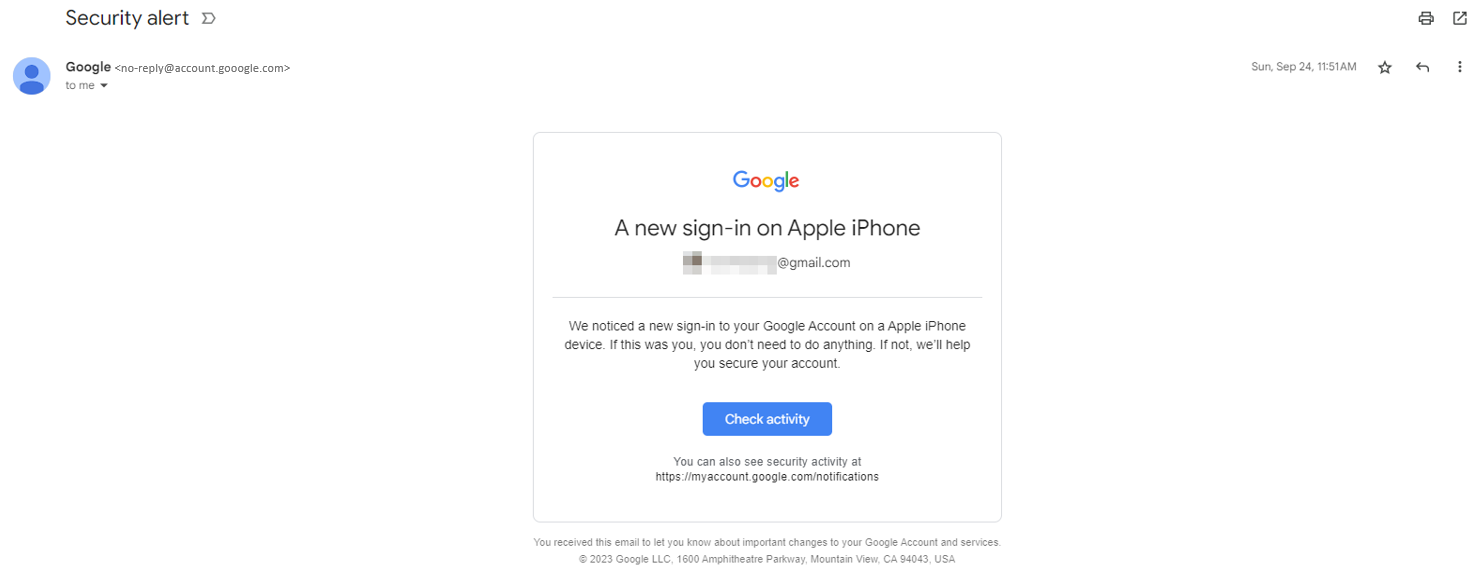 Security alert
Google <no-reply@account.gooogle.com>
Sun, Sep 24, 11:51AM
to me
Google
A new sign-in on Apple iPhone
@gmail.com
We noticed a new sign-in to your Google Account on a Apple iPhone
device. If this was you, you don’t need to do anything. If not, we’ll help
you secure your account.
Check activity
You can also see security activity at
https://myaccount.google.com/notifications
You received this email to let you know about important changes to your Google Account and services.
© 2023 Google LLC, 1600 Amphitheatre Parkway, Mountain View, CA 94043, USA